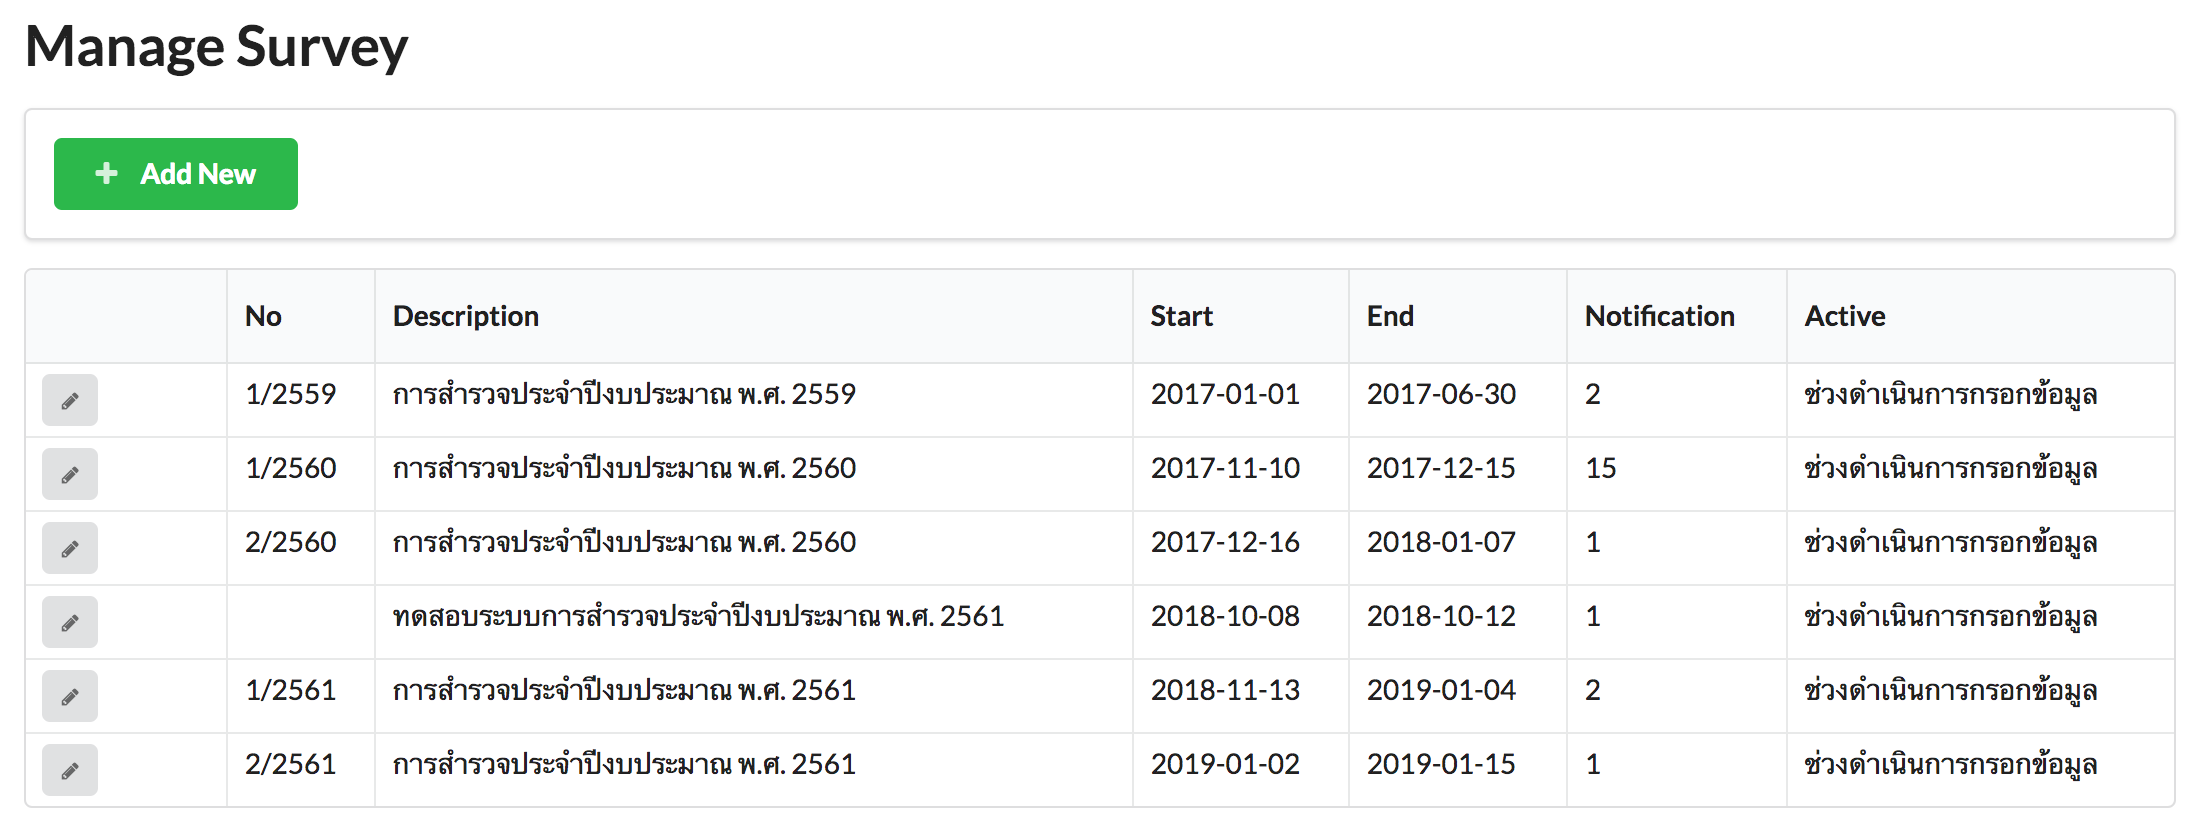 Manage Survey
Add New
No Description Start End Notification Active
1/2559 การสำรวจประจำปีงบประมาณ พ.ศ. 2559 2017-01-01 2017-06-30 2 ช่วงดำเนินการกรอกข้อมูล
1/2560 การสำรวจประจำปีงบประมาณ พ.ศ. 2560 2017-11-10 2017-12-15 15 ช่วงดำเนินการกรอกข้อมูล
2/2560 การสำรวจประจำปีงบประมาณ พ.ศ. 2560 2017-12-16 2018-01-07 1 ช่วงดำเนินการกรอกข้อมูล
ทดสอบระบบการสำรวจประจำปีงบประมาณ พ.ศ. 2561 2018-10-08 2018-10-12 1 ช่วงดำเนินการกรอกข้อมูล
1/2561 การสำรวจประจำปีงบประมาณ พ.ศ. 2561 2018-11-13 2019-01-04 2 ช่วงดำเนินการกรอกข้อมูล
2/2561 การสำรวจประจำปีงบประมาณ พ.ศ. 2561 2019-01-02 2019-01-15 1 ช่วงดำเนินการกรอกข้อมูล